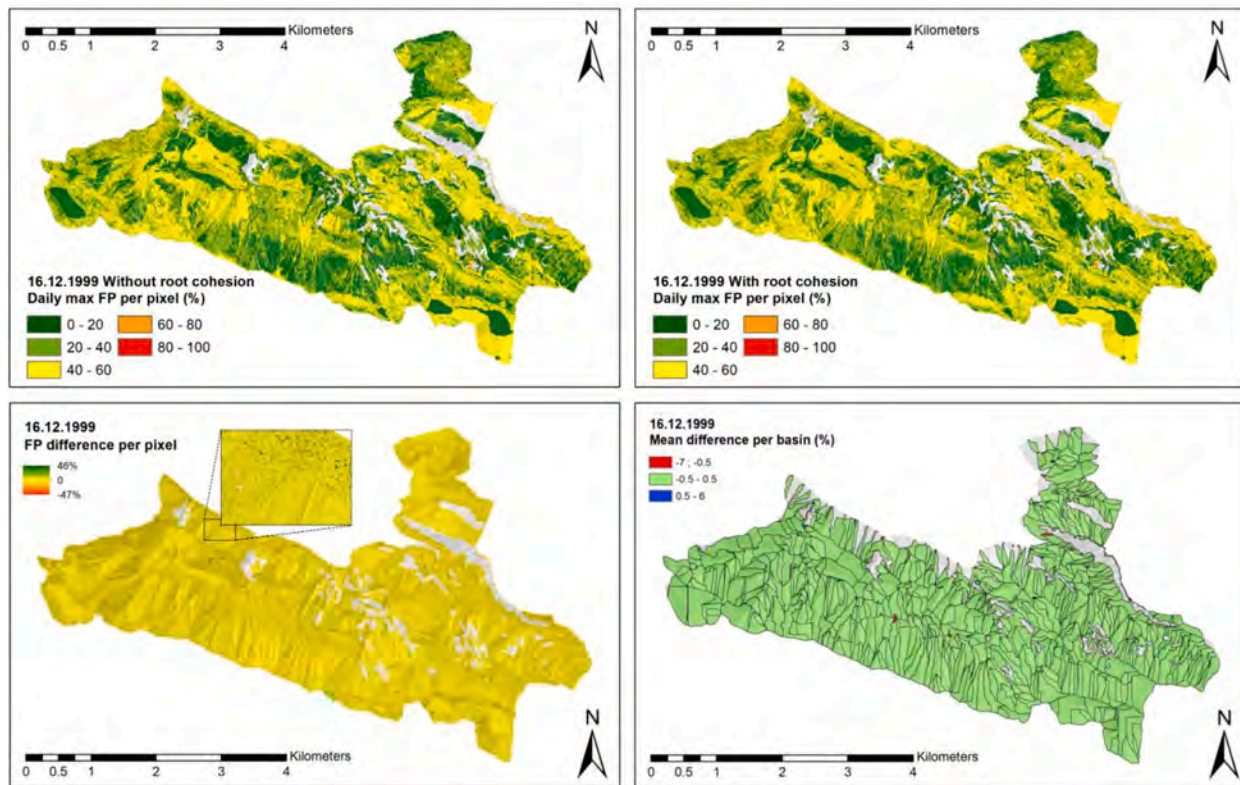 Kilometers
0 0.5 1 2 3 4
N
16.12.1999 Without root cohesion
Daily max FP per pixel (%)
0 - 20
60 - 80
20 - 40
80 - 100
40 - 60
Kilometers
0 0.5 1 2 3 4
N
16.12.1999 With root cohesion
Daily max FP per pixel (%)
0 - 20
60 - 80
20 - 40
80 - 100
40 - 60
16.12.1999
FP difference per pixel
46%
0
-47%
N
Kilometers
0 0.5 1 2 3 4
16.12.1999
Mean difference per basin (%)
-7 ; -0.5
-0.5 - 0.5
0.5 - 6
N
Kilometers
0 0.5 1 2 3 4